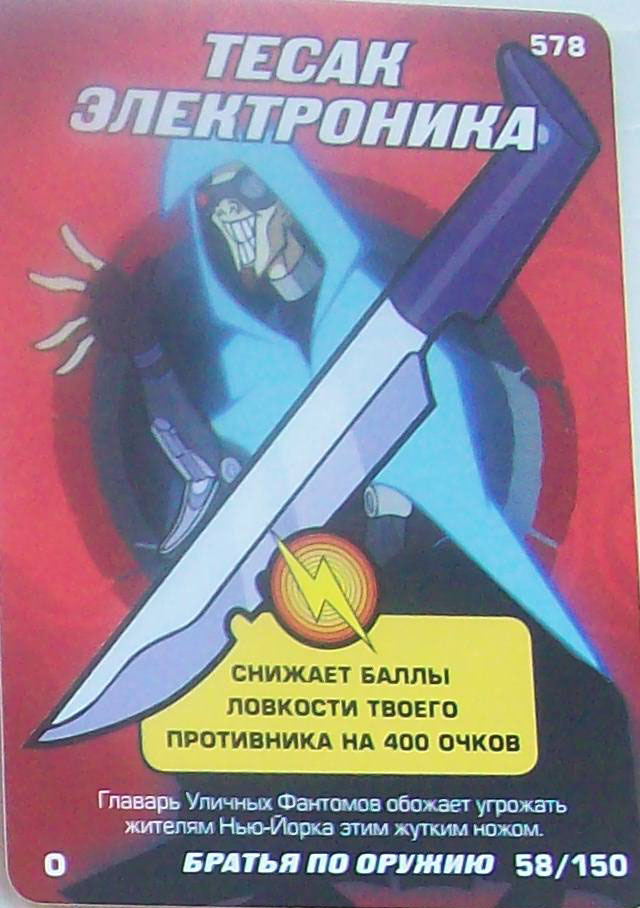 578
ТЕСАК
ЭЛЕКТРОНИКА
СНИЖАЕТ БАЛЛЫ
ЛОВКОСТИ ТВОЕГО
ПРОТИВНИКА НА 400 ОЧКОВ
Главарь Уличных Фантомов обожает угрожать
жителям Нью-Йорка этим жутким ножом.
0 БРАТЬЯ ПО ОРУЖИЮ 58/150